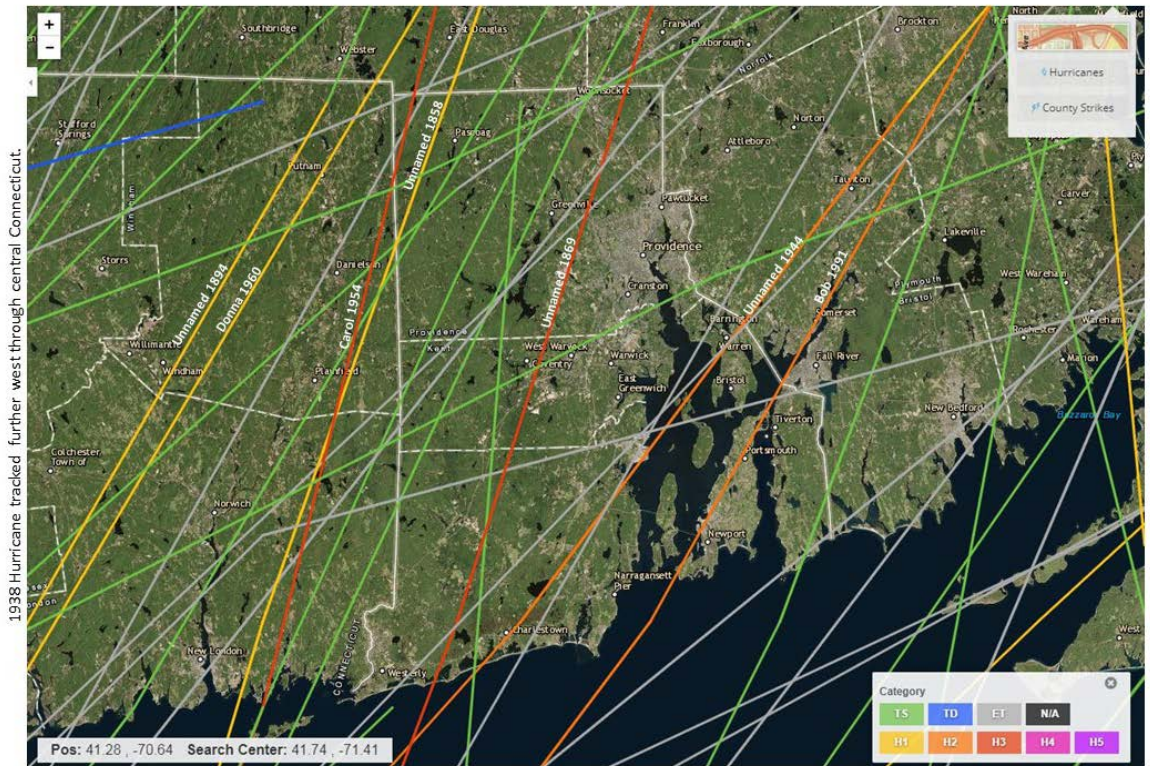 1938 Hurricane tracked further west through central Connecticut.
+
−
Southbridge
Webster
East Douglas
Franklin
Foxborough
Brockton
North
Hurricanes
County Strikes
Norfolk
Woonsocket
Stafford
Springs
Pascoag
Norton
Attleboro
Putnam
Unnamed 1858
Windham
Taunton
Carver
Greenville
Pawtucket
Providence
Lakeville
Storrs
Danielson
West Wareham
Plymouth
Bristol
Cranston
Unnamed 1894
Donna 1960
Carol 1954
Unnamed 1869
Unnamed 1944
Bob 1991
Somerset
Barrington
Warren
Rochester
Wareham
Providence
Kent
Willimantic
Windham
West Warwick
Coventry
Warwick
Fall River
Marion
Plainfield
East
Greenwich
Bristol
New Bedford
Buzzards Bay
Tiverton
Colchester
Town of
Portsmouth
Norwich
Newport
Narragansett
Pier
Charlestown
West
New London
CONNECTICUT
Westerly
Category
TS TD ET N/A
H1 H2 H3 H4 H5
Pos: 41.28 , -70.64 Search Center: 41.74 , -71.41